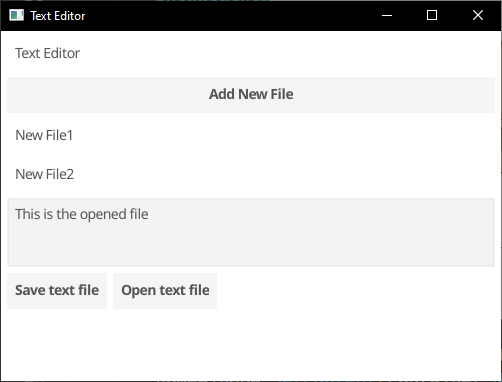 Text Editor
Text Editor
Add New File
New File1
New File2
This is the opened file
Save text file Open text file